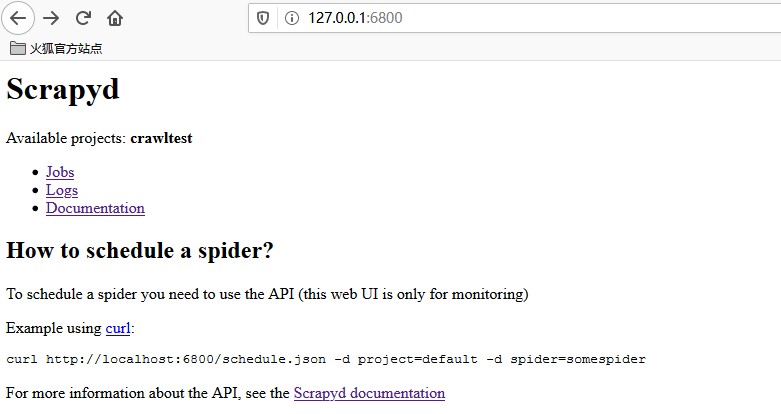 127.0.0.1:6800
火狐官方站点
Scrapyd
Available projects: crawltest
Jobs
Logs
Documentation
How to schedule a spider?
To schedule a spider you need to use the API (this web UI is only for monitoring)
Example using curl:
curl http://localhost:6800/schedule.json -d project=default -d spider=somespider
For more information about the API, see the Scrapyd documentation